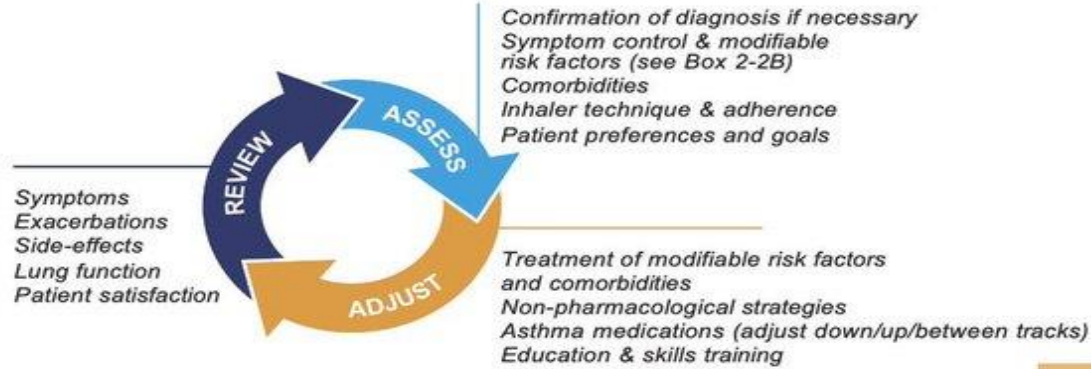 Confirmation of diagnosis if necessary
Symptom control & modifiable
risk factors (see Box 2-2B)
Comorbidities
Inhaler technique & adherence
Patient preferences and goals
ASSESS
REVIEW
Symptoms
Exacerbations
Side-effects
Lung function
Patient satisfaction
ADJUST
Treatment of modifiable risk factors
and comorbidities
Non-pharmacological strategies
Asthma medications (adjust down/up/between tracks)
Education & skills training